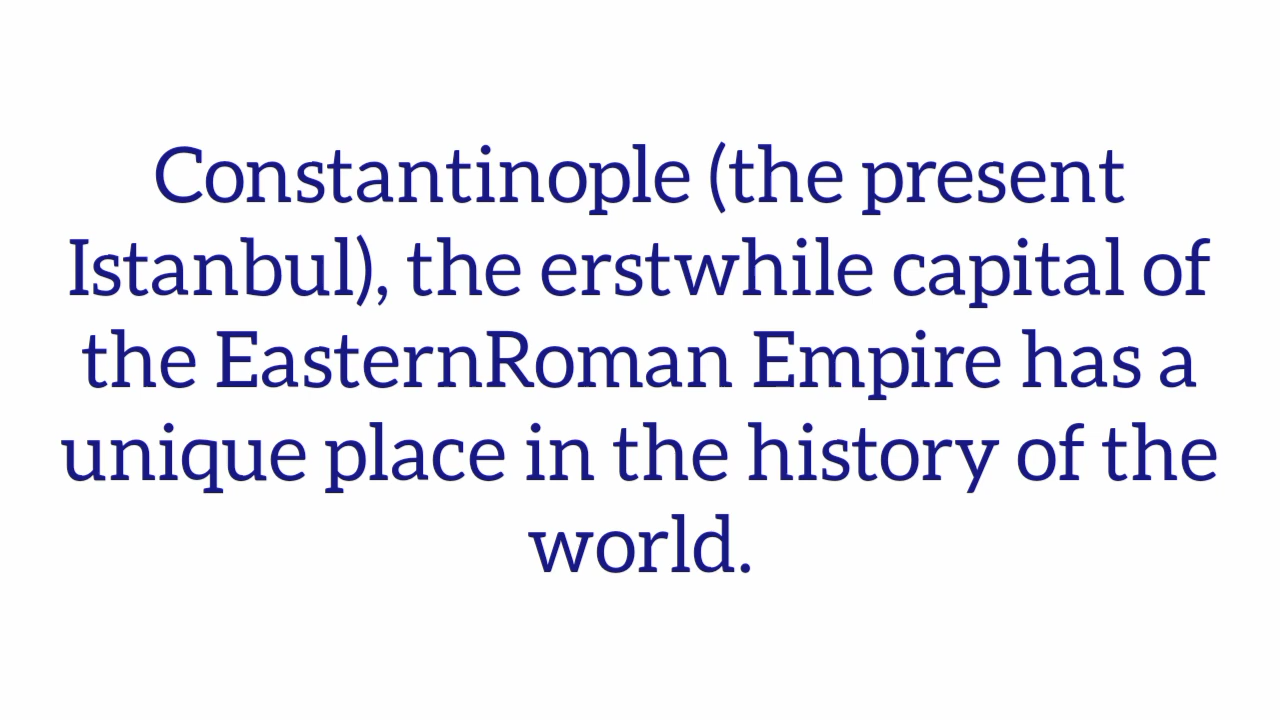 Constantinople (the present
Istanbul), the erstwhile capital of
the EasternRoman Empire has a
unique place in the history of the
world.